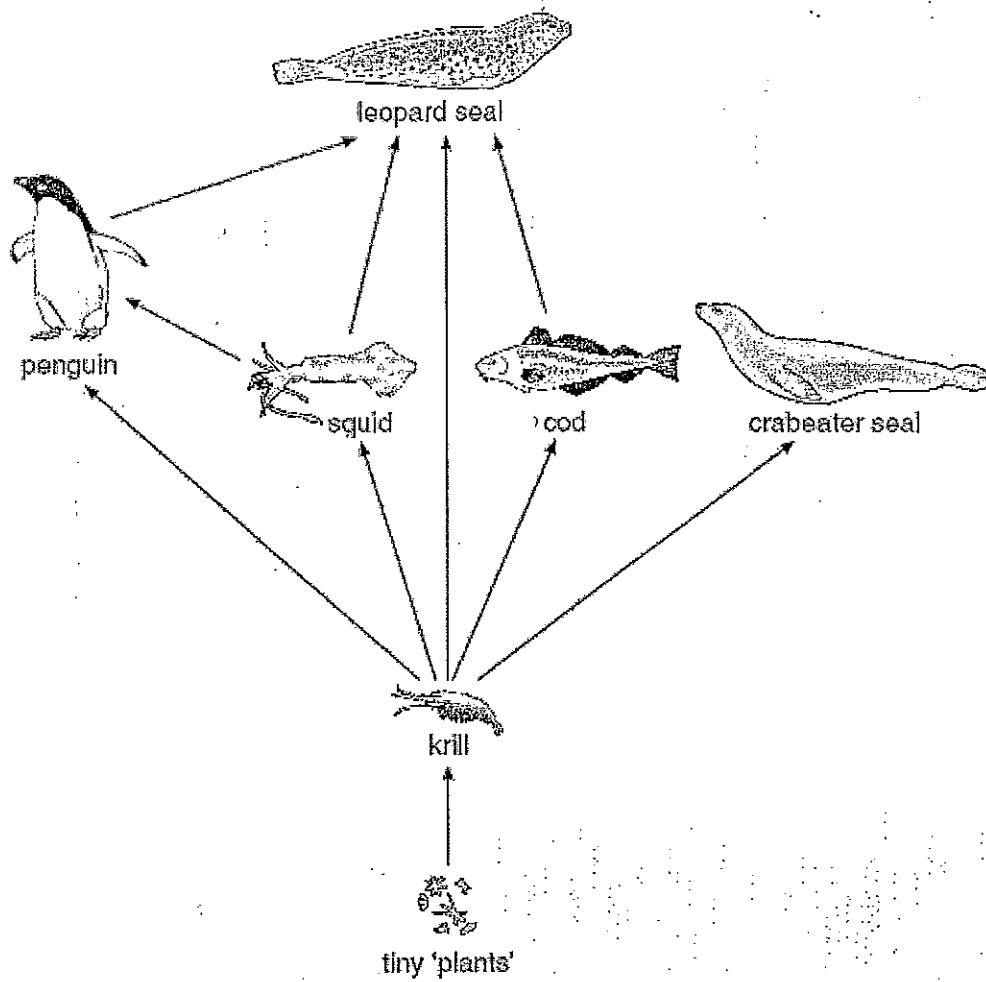 leopard seal
penguin
squid
cod
crabeater seal
krill
tiny 'plants'